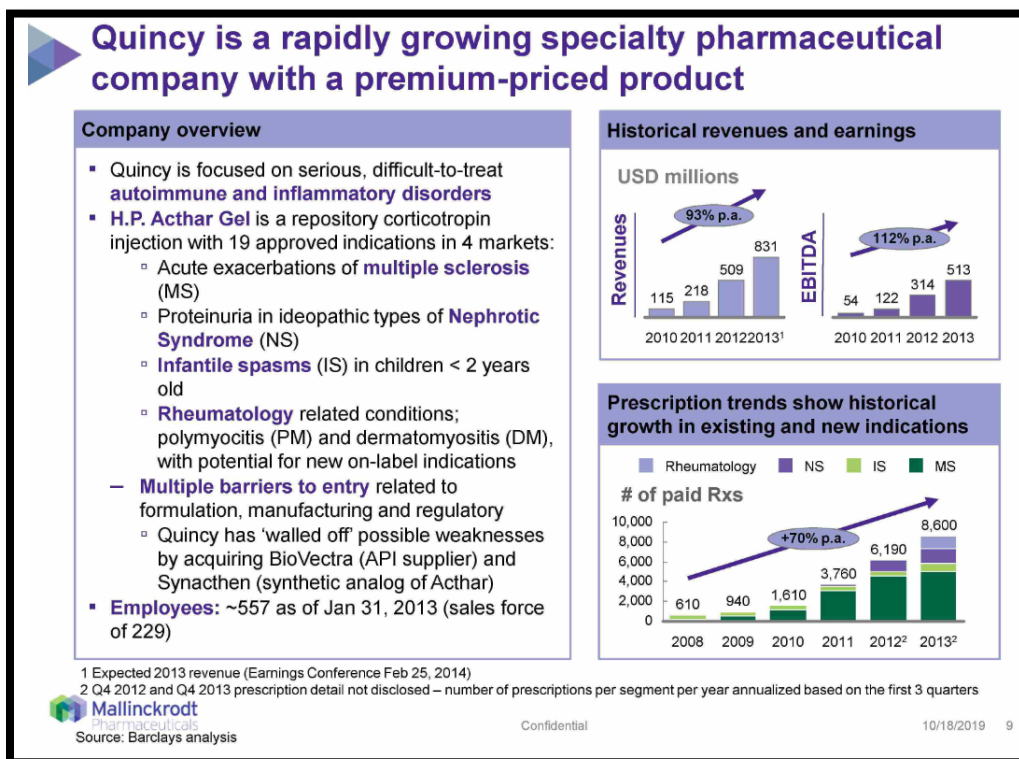 Quincy is a rapidly growing specialty pharmaceutical
company with a premium-priced product
Company overview
▪ Quincy is focused on serious, difficult-to-treat
autoimmune and inflammatory disorders
▪ H.P. Acthar Gel is a repository corticotropin
injection with 19 approved indications in 4 markets:
▫ Acute exacerbations of multiple sclerosis
(MS)
▫ Proteinuria in ideopathic types of Nephrotic
Syndrome (NS)
▫ Infantile spasms (IS) in children < 2 years
old
▫ Rheumatology related conditions;
polymyocitis (PM) and dermatomyositis (DM),
with potential for new on-label indications
– Multiple barriers to entry related to
formulation, manufacturing and regulatory
▫ Quincy has ‘walled off’ possible weaknesses
by acquiring BioVectra (API supplier) and
Synacthen (synthetic analog of Acthar)
▪ Employees: ~557 as of Jan 31, 2013 (sales force
of 229)
Historical revenues and earnings
USD millions
Revenues
93% p.a.
115 218 509 831
2010 2011 2012 2013¹
EBITDA
112% p.a.
54 122 314 513
2010 2011 2012 2013
Prescription trends show historical
growth in existing and new indications
Rheumatology NS IS MS
# of paid Rxs
+70% p.a.
10,000
8,000
6,000
4,000
2,000
0
610 940 1,610 3,760 6,190 8,600
2008 2009 2010 2011 2012² 2013²
1 Expected 2013 revenue (Earnings Conference Feb 25, 2014)
2 Q4 2012 and Q4 2013 prescription detail not disclosed – number of prescriptions per segment per year annualized based on the first 3 quarters
Mallinckrodt
Pharmaceuticals
Source: Barclays analysis
Confidential
10/18/2019 9